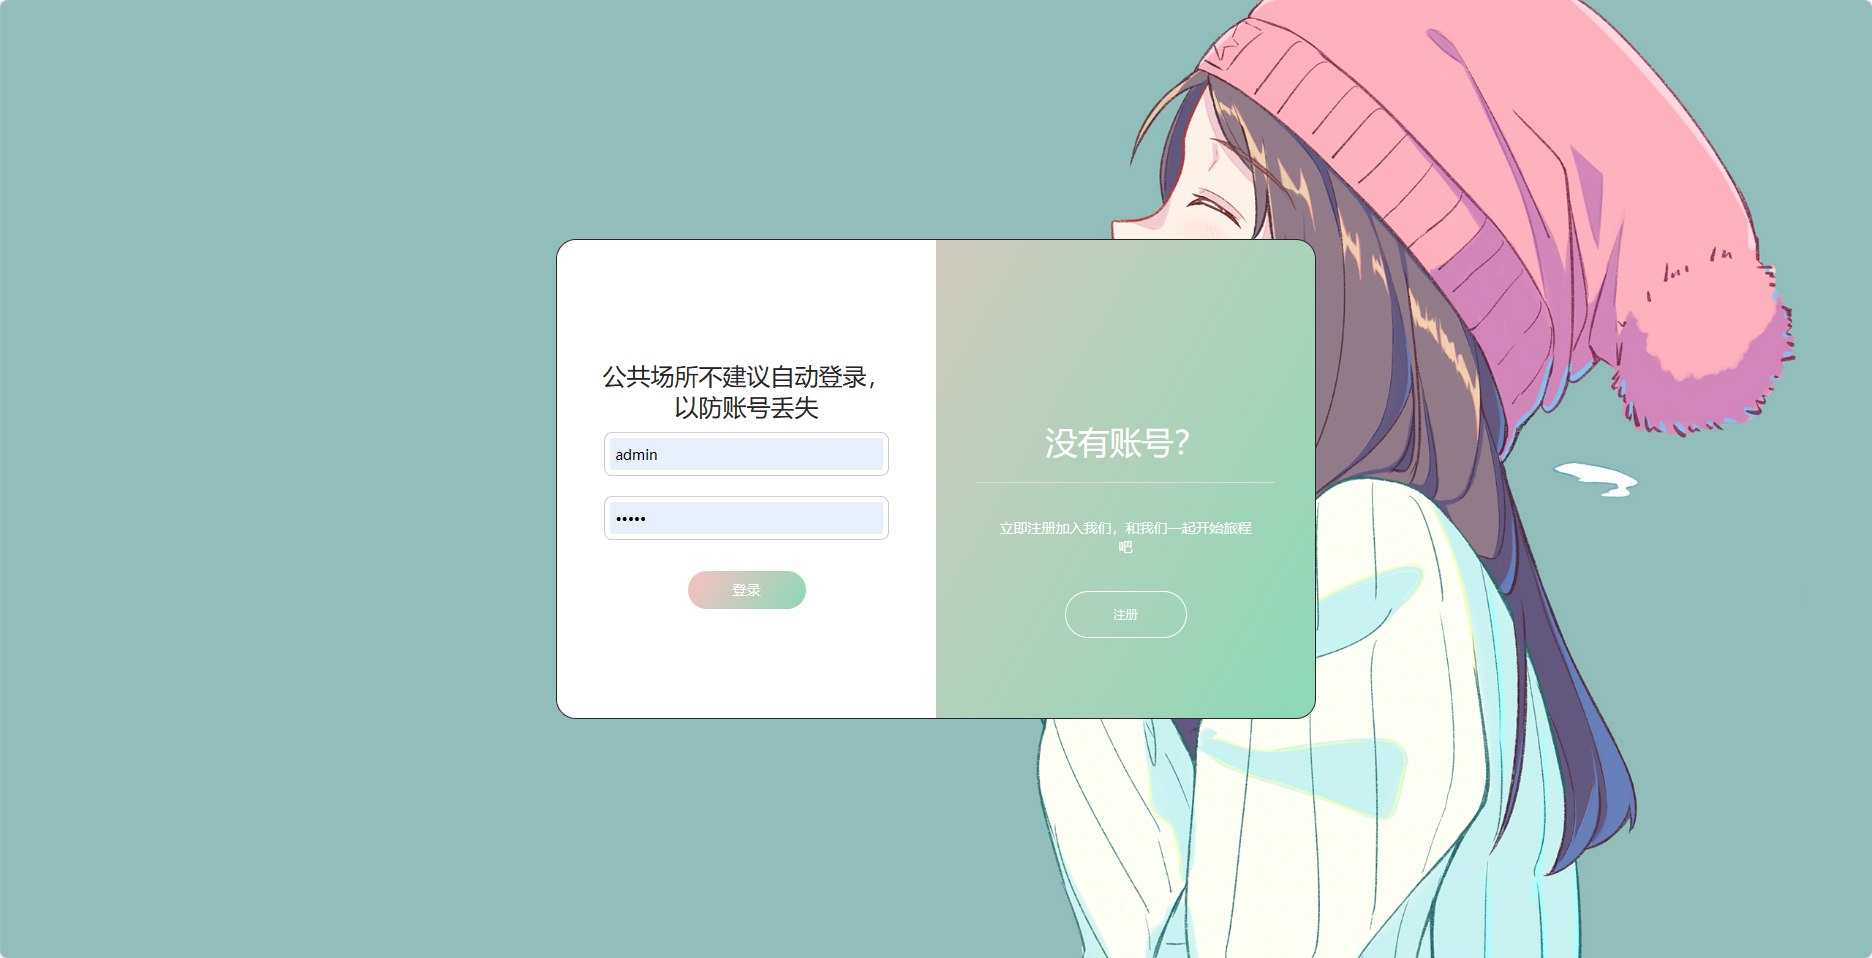 公共场所不建议自动登录，
以防账号丢失
admin
•••••
登录
没有账号？
立即注册加入我们，和我们一起开始旅程
吧
注册